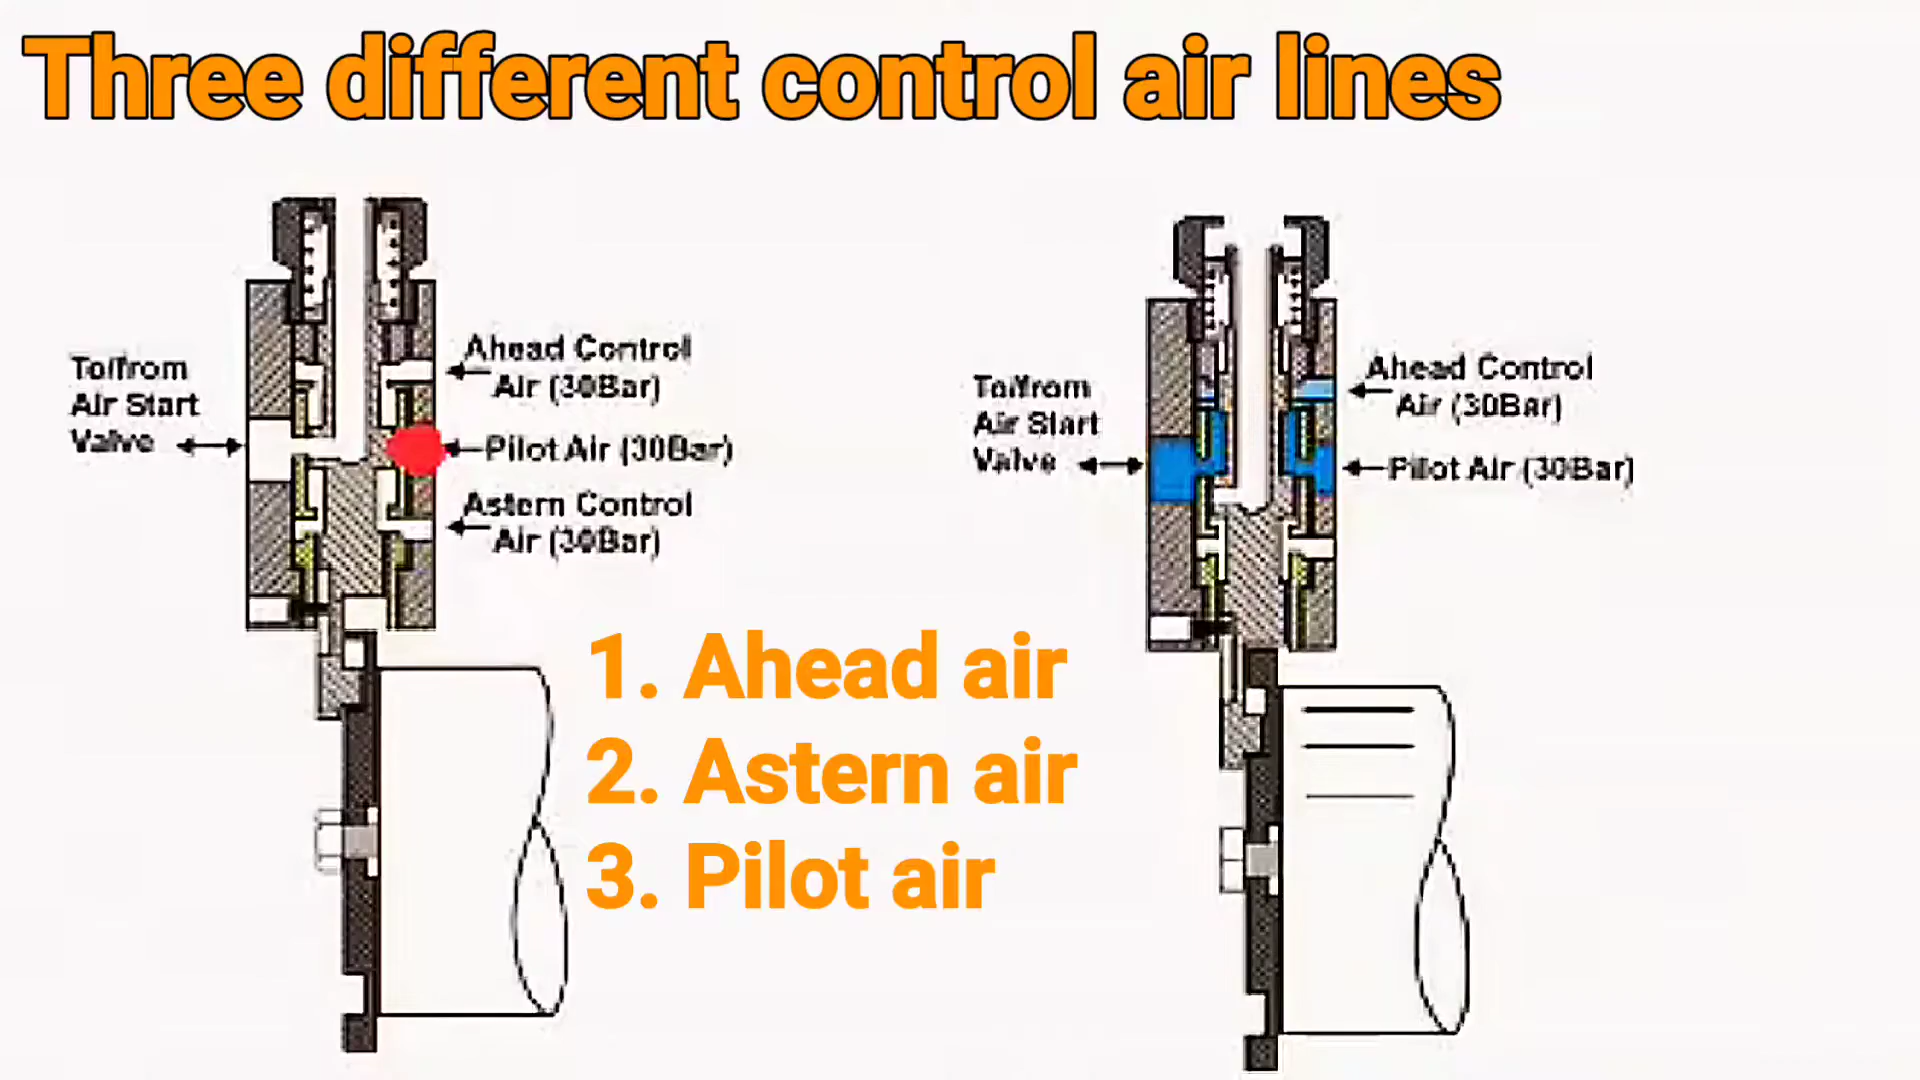 Three different control air lines
To/from
Air Start
Valve
Ahead Control
Air (30Bar)
Pilot Air (30Bar)
Astern Control
Air (30Bar)
To/from
Air Start
Valve
Ahead Control
Air (30Bar)
Pilot Air (30Bar)
1. Ahead air
2. Astern air
3. Pilot air